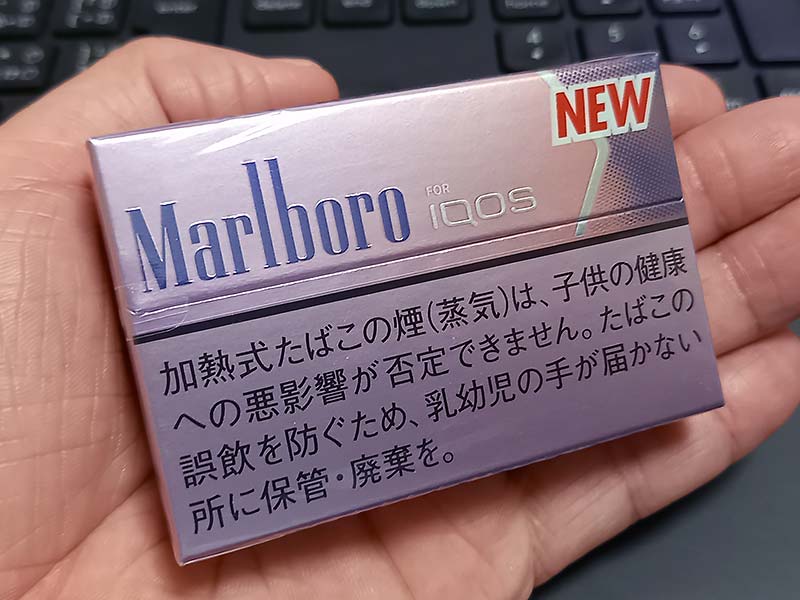 NEW
Marlboro FOR IQOS
加熱式たばこの煙(蒸気)は、子供の健康
への悪影響が否定できません。たばこの
誤飲を防ぐため、乳幼児の手が届かない
所に保管・廃棄を。
4
5
6